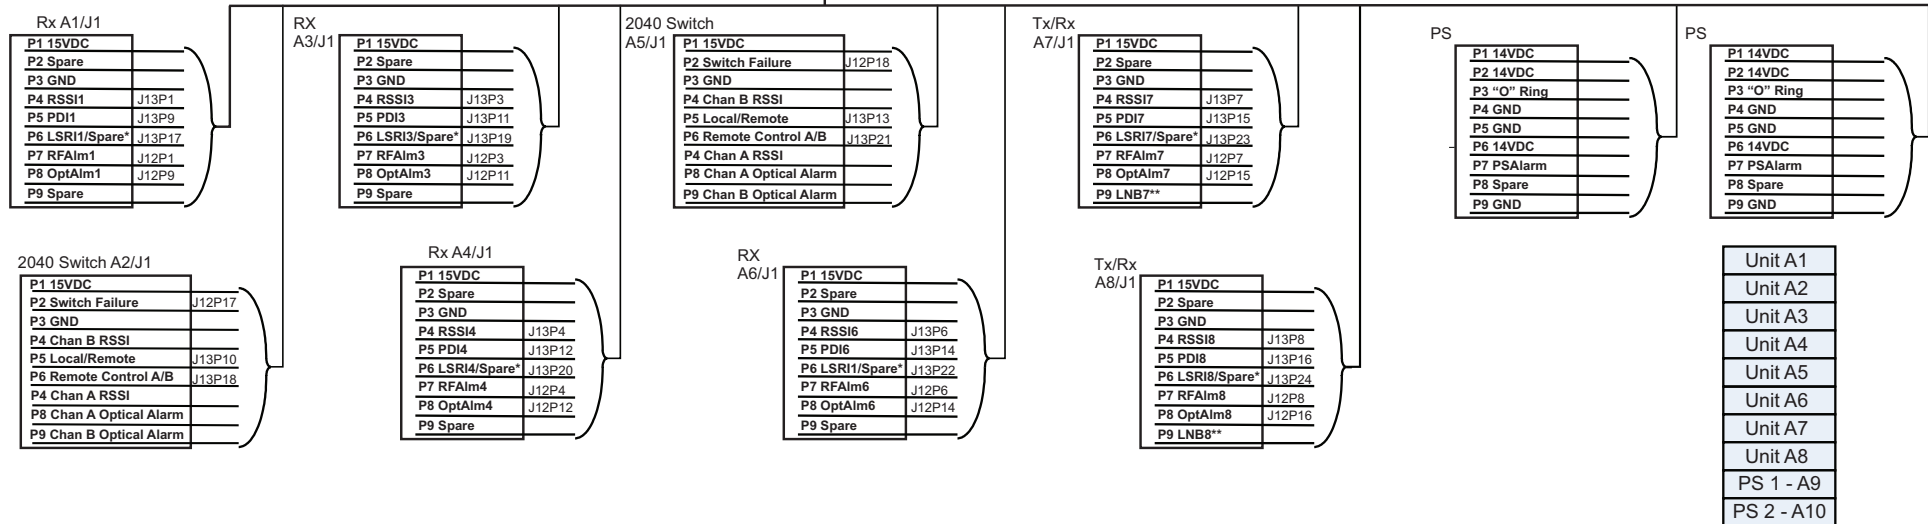 Rx A1/J1
P1 15VDC
P2 Spare
P3 GND
P4 RSSI1 J13P1
P5 PDI1 J13P9
P6 LSRI1/Spare* J13P17
P7 RFAlm1 J12P1
P8 OptAlm1 J12P9
P9 Spare
RX
A3/J1
P1 15VDC
P2 Spare
P3 GND
P4 RSSI3 J13P3
P5 PDI3 J13P11
P6 LSRI3/Spare* J13P19
P7 RFAlm3 J12P3
P8 OptAlm3 J12P11
P9 Spare
2040 Switch
A5/J1
P1 15VDC
P2 Switch Failure J12P18
P3 GND
P4 Chan B RSSI
P5 Local/Remote J13P13
P6 Remote Control A/B J13P21
P4 Chan A RSSI
P8 Chan A Optical Alarm
P9 Chan B Optical Alarm
Tx/Rx
A7/J1
P1 15VDC
P2 Spare
P3 GND
P4 RSSI7 J13P7
P5 PDI7 J13P15
P6 LSRI7/Spare* J13P23
P7 RFAlm7 J12P7
P8 OptAlm7 J12P15
P9 LNB7**
PS
P1 14VDC
P2 14VDC
P3 “O” Ring
P4 GND
P5 GND
P6 14VDC
P7 PSAlarm
P8 Spare
P9 GND
PS
P1 14VDC
P2 14VDC
P3 “O” Ring
P4 GND
P5 GND
P6 14VDC
P7 PSAlarm
P8 Spare
P9 GND
2040 Switch A2/J1
P1 15VDC
P2 Switch Failure J12P17
P3 GND
P4 Chan B RSSI
P5 Local/Remote J13P10
P6 Remote Control A/B J13P18
P4 Chan A RSSI
P8 Chan A Optical Alarm
P9 Chan B Optical Alarm
Rx A4/J1
P1 15VDC
P2 Spare
P3 GND
P4 RSSI4 J13P4
P5 PDI4 J13P12
P6 LSRI4/Spare* J13P20
P7 RFAlm4 J12P4
P8 OptAlm4 J12P12
P9 Spare
RX
A6/J1
P1 15VDC
P2 Spare
P3 GND
P4 RSSI6 J13P6
P5 PDI6 J13P14
P6 LSRI1/Spare* J13P22
P7 RFAlm6 J12P6
P8 OptAlm6 J12P14
P9 Spare
Tx/Rx
A8/J1
P1 15VDC
P2 Spare
P3 GND
P4 RSSI8 J13P8
P5 PDI8 J13P16
P6 LSRI8/Spare* J13P24
P7 RFAlm8 J12P8
P8 OptAlm8 J12P16
P9 LNB8**
Unit A1
Unit A2
Unit A3
Unit A4
Unit A5
Unit A6
Unit A7
Unit A8
PS 1 - A9
PS 2 - A10